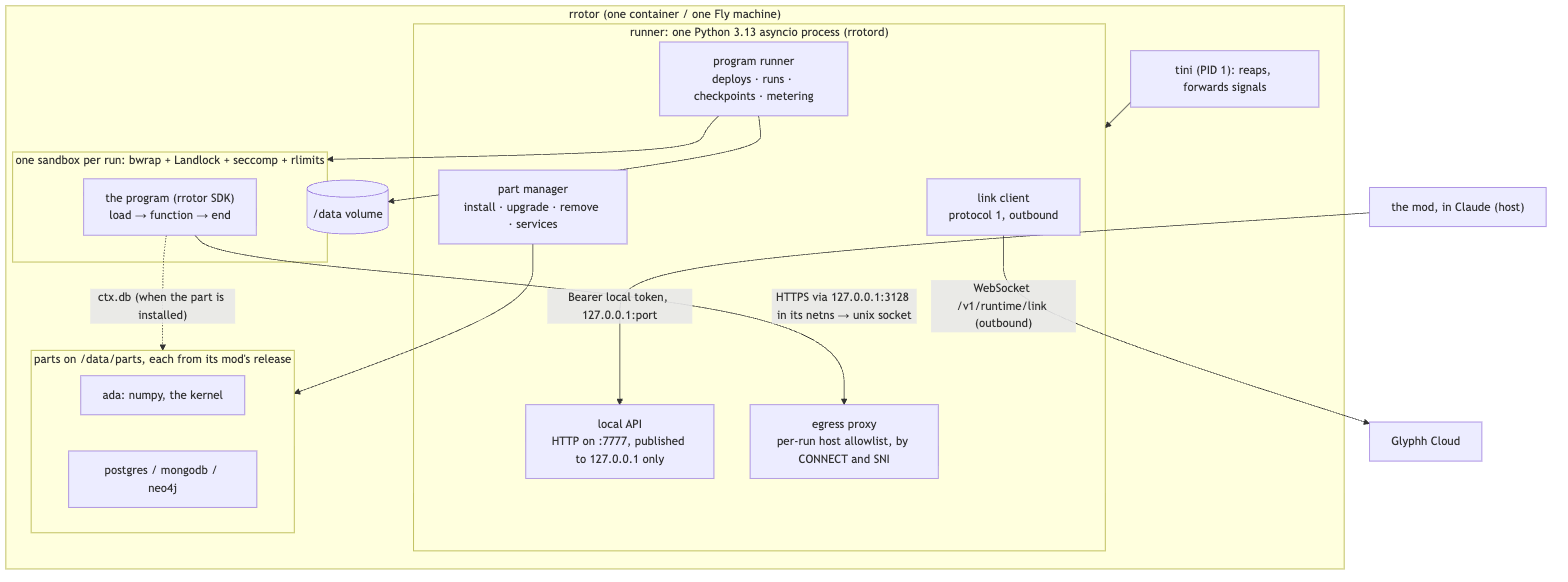 rrotor (one container / one Fly machine)
runner: one Python 3.13 asyncio process (rrotord)
program runner
deploys · runs ·
checkpoints · metering
tini (PID 1): reaps,
forwards signals
one sandbox per run: bwrap + Landlock + seccomp + rlimits
the program (rrotor SDK)
load → function → end
/data volume
part manager
install · upgrade · remove
· services
link client
protocol 1, outbound
the mod, in Claude (host)
ctx.db (when the part is
installed)
Bearer local token,
127.0.0.1:port
HTTPS via 127.0.0.1:3128
in its netns → unix socket
WebSocket
/v1/runtime/link
(outbound)
parts on /data/parts, each from its mod's release
ada: numpy, the kernel
postgres / mongodb /
neo4j
local API
HTTP on :7777, published
to 127.0.0.1 only
egress proxy
per-run host allowlist, by
CONNECT and SNI
Glyphh Cloud